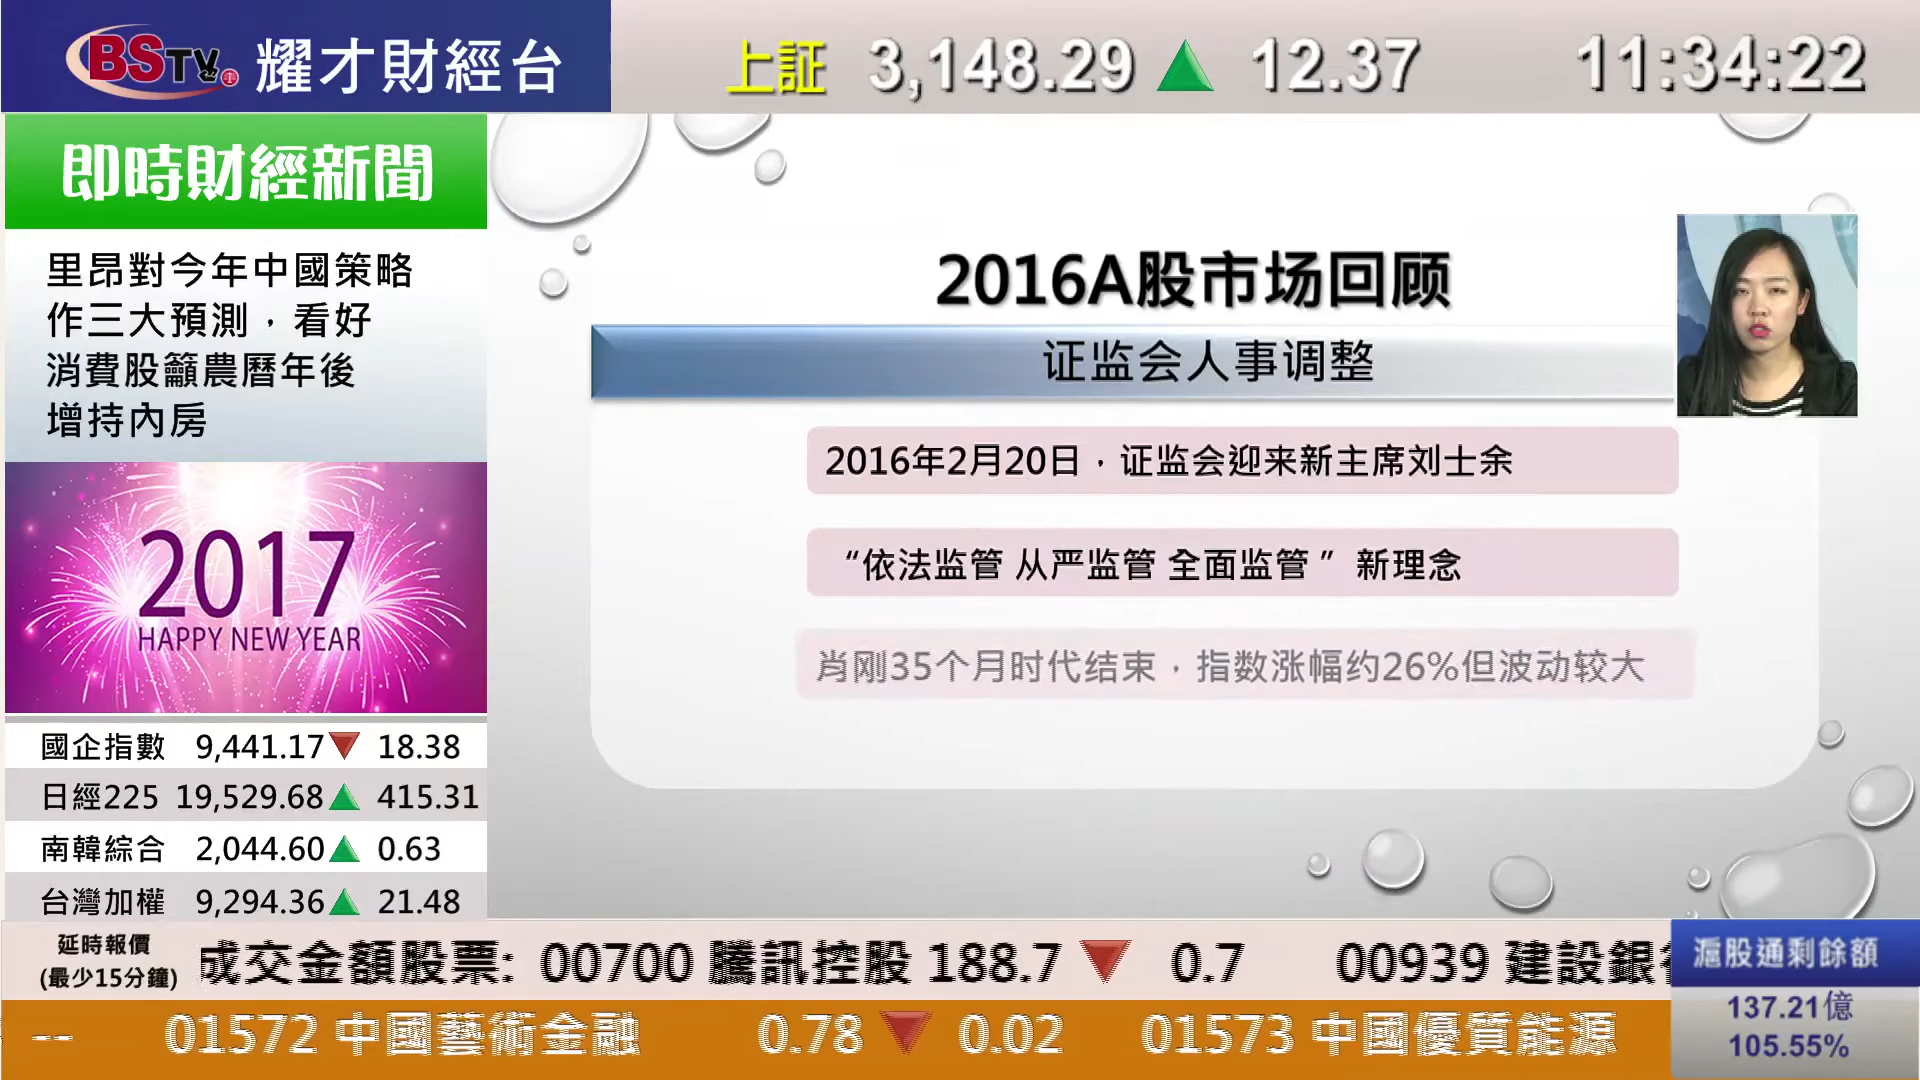 BSTV 耀才財經台
上証 3,148.29 ▲ 12.37 11:34:22
即時財經新聞
里昂對今年中國策略
作三大預測，看好
消費股籲農曆年後
增持內房
2017
HAPPY NEW YEAR
國企指數 9,441.17 ▼ 18.38
日經225 19,529.68 ▲ 415.31
南韓綜合 2,044.60 ▲ 0.63
台灣加權 9,294.36 ▲ 21.48
2016A股市场回顾
证监会人事调整
2016年2月20日，证监会迎来新主席刘士余
“依法监管 从严监管 全面监管 ”新理念
肖刚35个月时代结束，指数涨幅约26%但波动较大
延時報價
(最少15分鐘)
成交金額股票: 00700 騰訊控股 188.7 ▼ 0.7 00939 建設銀行
-- 01572 中國藝術金融 0.78 ▼ 0.02 01573 中國優質能源
滬股通剩餘額
137.21億
105.55%